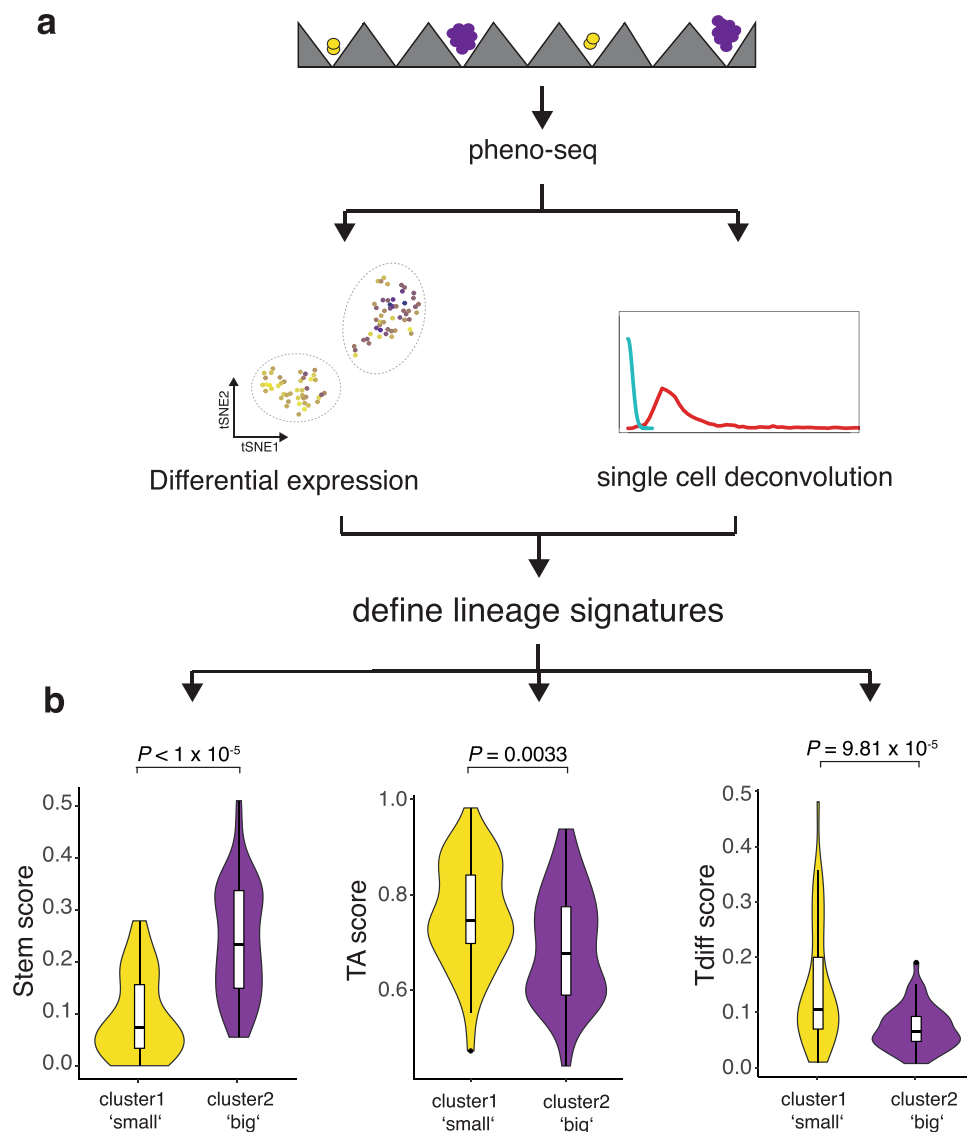 a
pheno-seq
tSNE2
tSNE1
Differential expression
single cell deconvolution
define lineage signatures
b
P < 1 x 10-5
P = 0.0033
P = 9.81 x 10-5
Stem score
0.5
0.4
0.3
0.2
0.1
0.0
cluster1
'small'
cluster2
'big'
TA score
1.0
0.8
0.6
cluster1
'small'
cluster2
'big'
Tdiff score
0.5
0.4
0.3
0.2
0.1
0.0
cluster1
'small'
cluster2
'big'